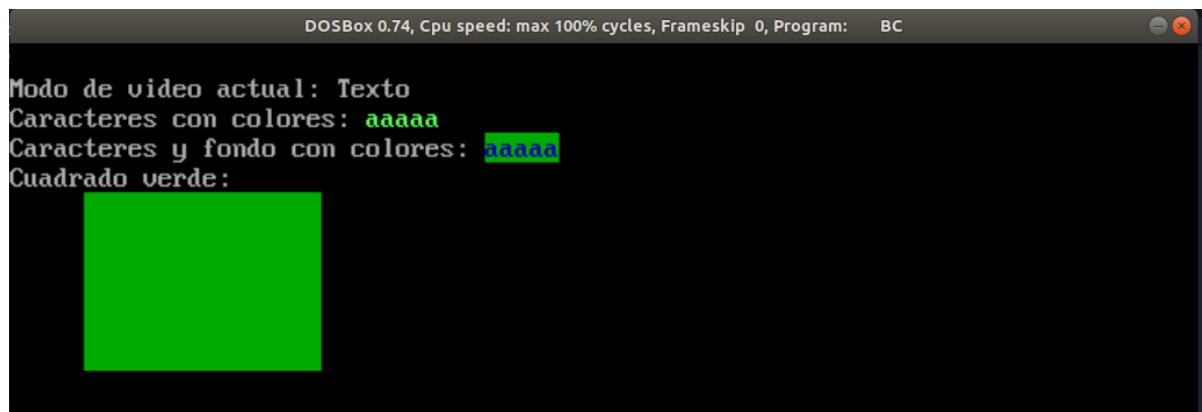 DOSBox 0.74, Cpu speed: max 100% cycles, Frameskip 0, Program: BC
Modo de video actual: Texto
Caracteres con colores: aaaaa
Caracteres y fondo con colores: aaaaa
Cuadrado verde: